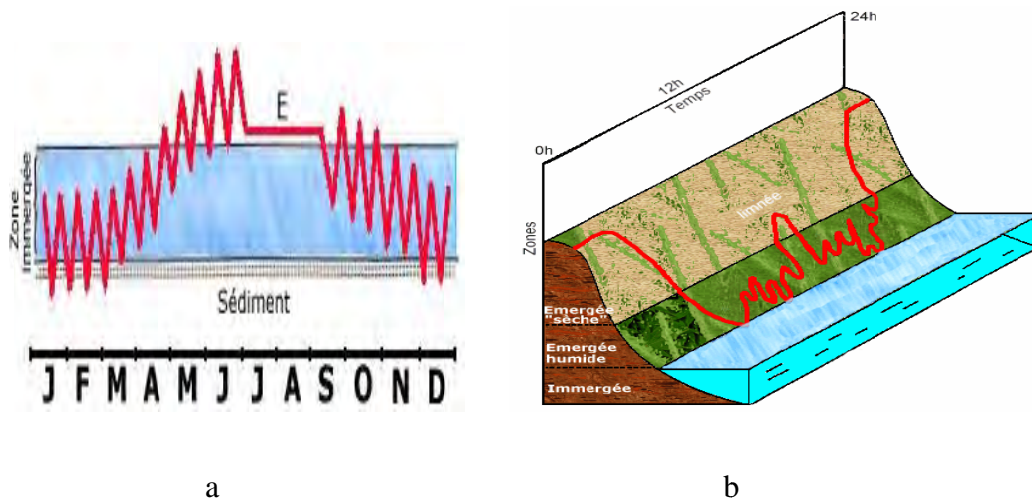 E
Zone
immergée
Sédiment
J F M A M J J A S O N D
a
24h
12h
Temps
0h
Zones
limnée
Emergée
"sèche"
Emergée
humide
Immergée
b